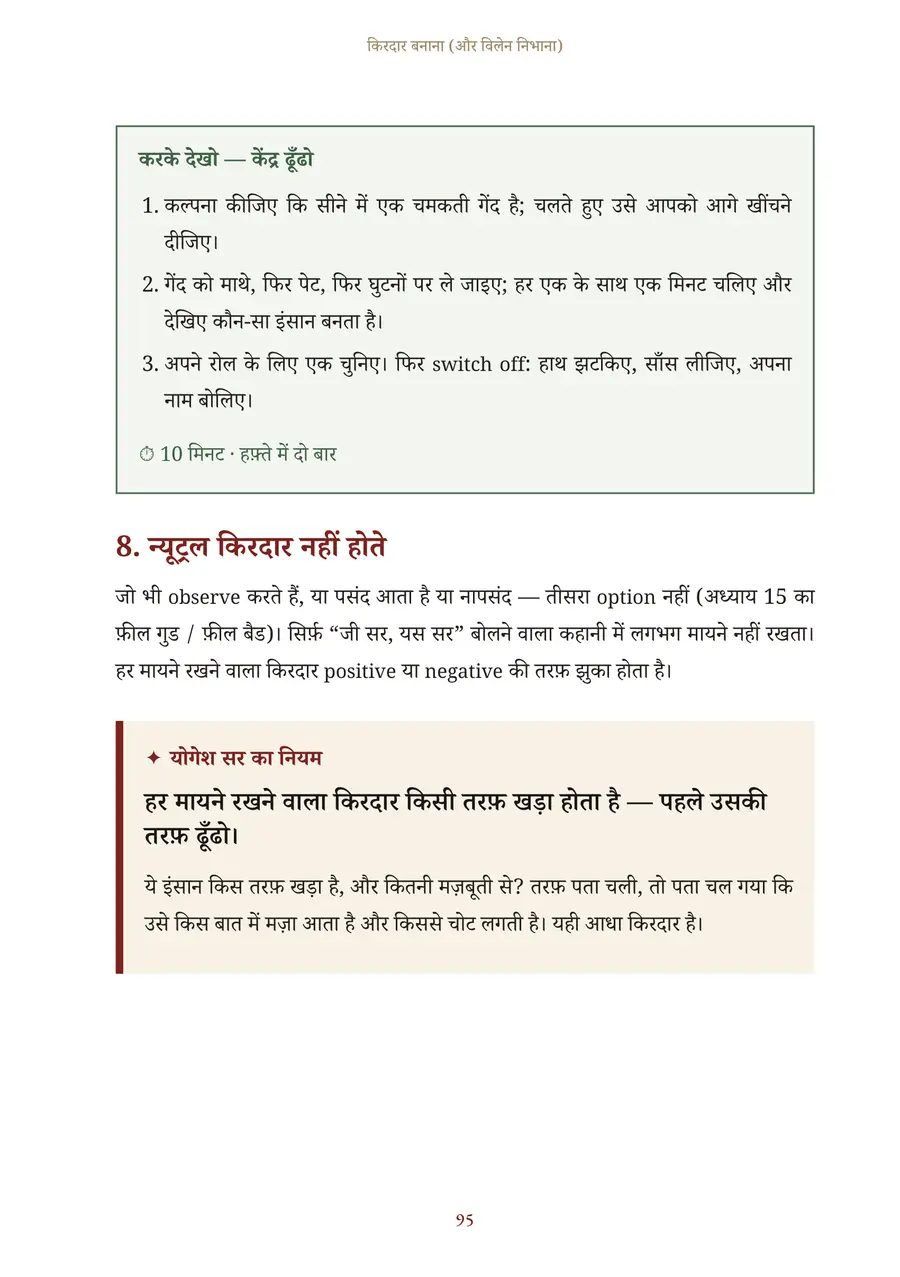 किरदार बनाना (और विलेन निभाना)
करके देखो — केंद्र ढूँढो
1. कल्पना कीजिए कि सीने में एक चमकती गेंद है; चलते हुए उसे आपको आगे खींचने
दीजिए।
2. गेंद को माथे, फिर पेट, फिर घुटनों पर ले जाइए; हर एक के साथ एक मिनट चलिए और
देखिए कौन-सा इंसान बनता है।
3. अपने रोल के लिए एक चुनिए। फिर switch off: हाथ झटकिए, साँस लीजिए, अपना
नाम बोलिए।
⏱ 10 मिनट · हफ़्ते में दो बार
8. न्यूट्रल किरदार नहीं होते
जो भी observe करते हैं, या पसंद आता है या नापसंद — तीसरा option नहीं (अध्याय 15 का
फ़ील गुड / फ़ील बैड)। सिर्फ़ “जी सर, यस सर” बोलने वाला कहानी में लगभग मायने नहीं रखता।
हर मायने रखने वाला किरदार positive या negative की तरफ़ झुका होता है।
✦ योगेश सर का नियम
हर मायने रखने वाला किरदार किसी तरफ़ खड़ा होता है — पहले उसकी
तरफ़ ढूँढो।
ये इंसान किस तरफ़ खड़ा है, और कितनी मज़बूती से? तरफ़ पता चली, तो पता चल गया कि
उसे किस बात में मज़ा आता है और किससे चोट लगती है। यही आधा किरदार है।
95